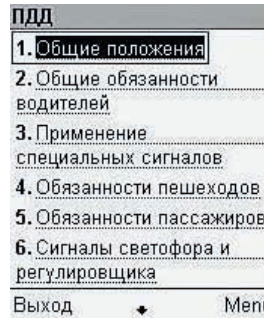 ПДД
1. Общие положения
2. Общие обязанности
водителей
3. Применение
специальных сигналов
4. Обязанности пешеходов
5. Обязанности пассажиров
6. Сигналы светофора и
регулировщика
Выход Menu